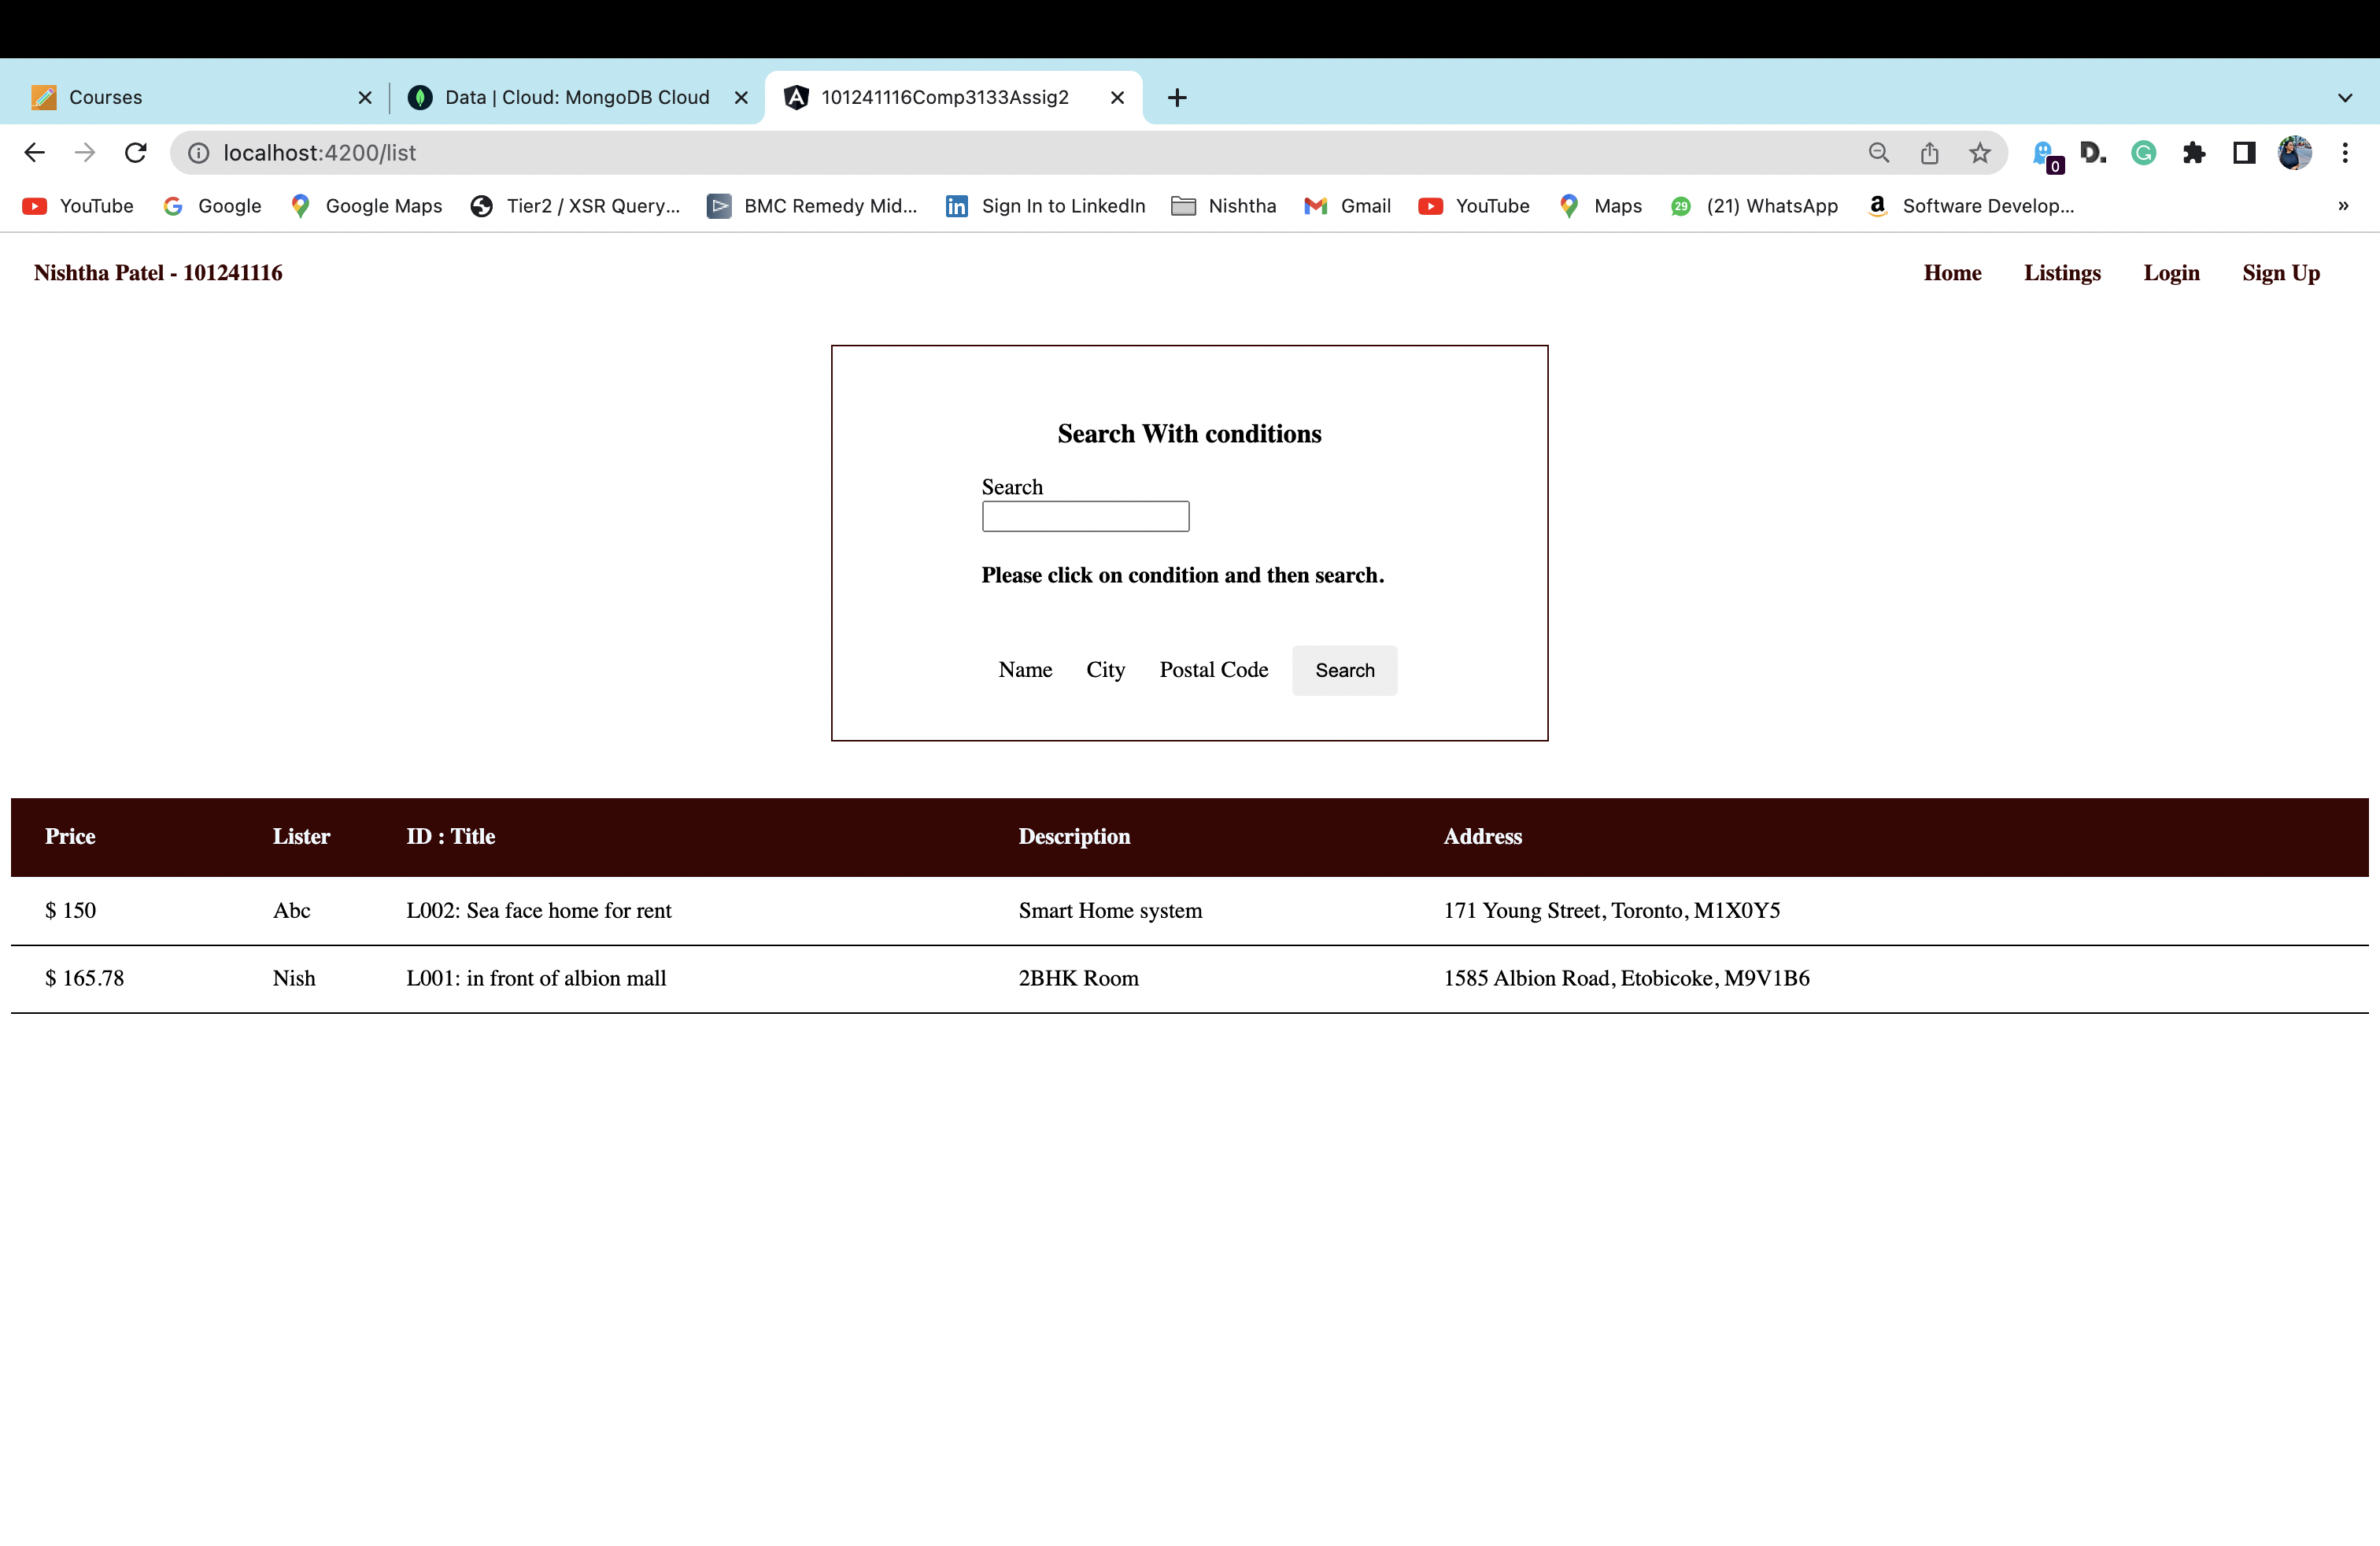 Courses
Data | Cloud: MongoDB Cloud
101241116Comp3133Assig2
localhost:4200/list
0
YouTube Google Google Maps Tier2 / XSR Query... BMC Remedy Mid... Sign In to LinkedIn Nishtha Gmail YouTube Maps 29 (21) WhatsApp Software Develop... »
Nishtha Patel - 101241116 Home Listings Login Sign Up
Search With conditions
Search
Please click on condition and then search.
Name City Postal Code Search
Price Lister ID : Title Description Address
$ 150 Abc L002: Sea face home for rent Smart Home system 171 Young Street, Toronto, M1X0Y5
$ 165.78 Nish L001: in front of albion mall 2BHK Room 1585 Albion Road, Etobicoke, M9V1B6